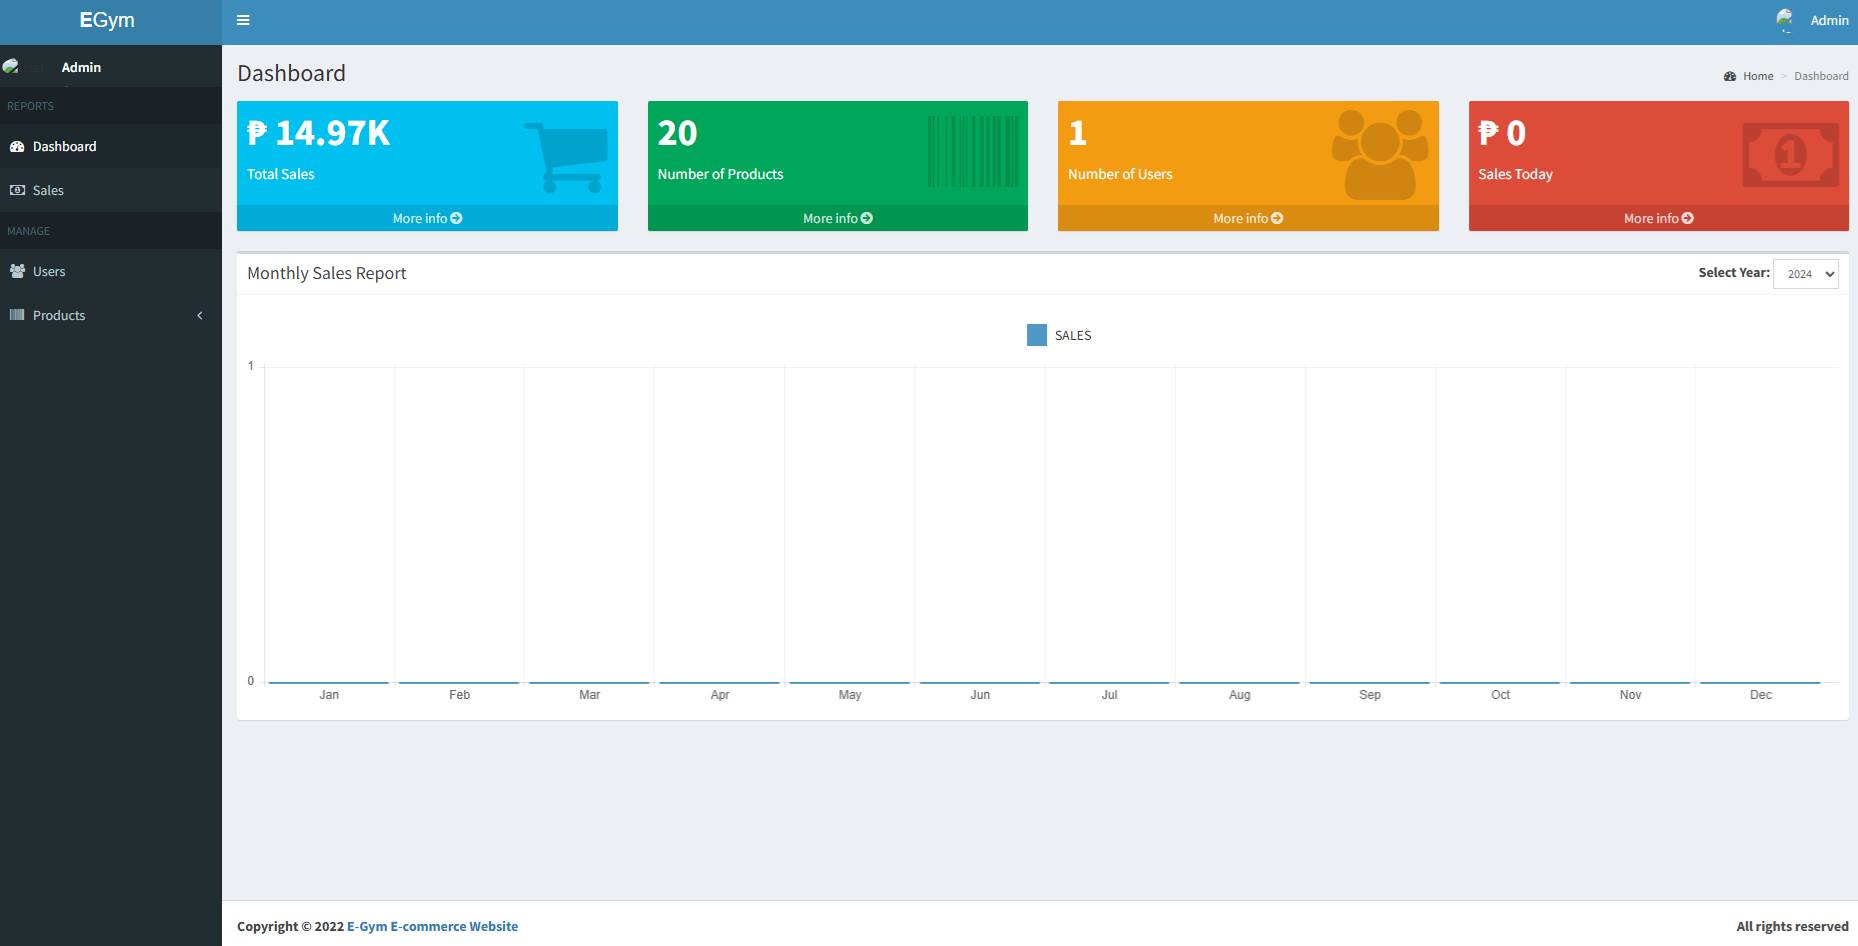 EGym
Admin
User
Admin
REPORTS
Dashboard
Sales
MANAGE
Users
Products
Dashboard
Home > Dashboard
₱ 14.97K
Total Sales
More info
20
Number of Products
More info
1
Number of Users
More info
₱ 0
Sales Today
More info
Monthly Sales Report
Select Year: 2024
SALES
1
0
Jan Feb Mar Apr May Jun Jul Aug Sep Oct Nov Dec
Copyright © 2022 E-Gym E-commerce Website
All rights reserved